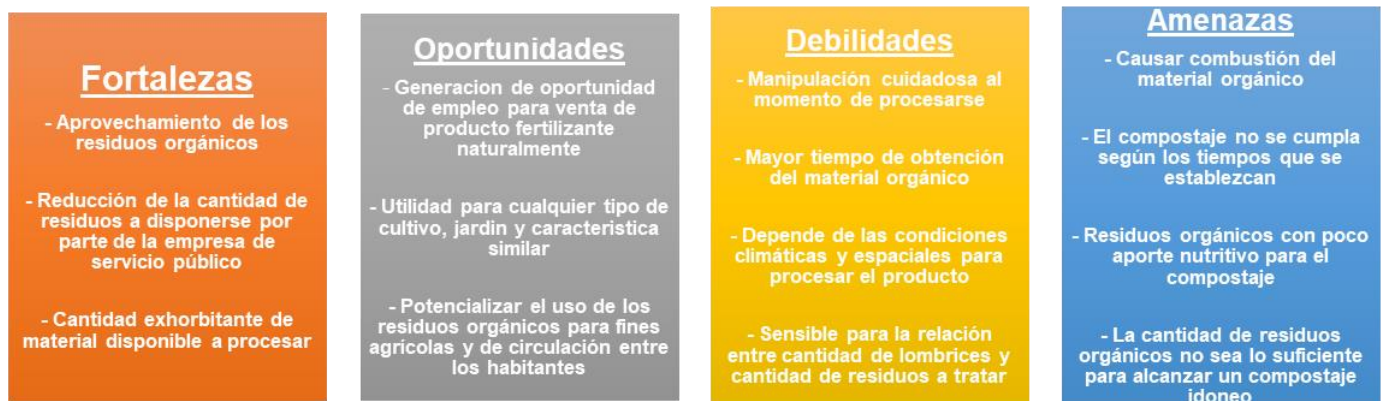 Fortalezas
- Aprovechamiento de los
residuos orgánicos
- Reducción de la cantidad de
residuos a disponerse por
parte de la empresa de
servicio público
- Cantidad exhorbitante de
material disponible a procesar
Oportunidades
- Generacion de oportunidad
de empleo para venta de
producto fertilizante
naturalmente
- Utilidad para cualquier tipo de
cultivo, jardin y caracteristica
similar
- Potencializar el uso de los
residuos orgánicos para fines
agrícolas y de circulación entre
los habitantes
Debilidades
- Manipulación cuidadosa al
momento de procesarse
- Mayor tiempo de obtención
del material orgánico
- Depende de las condiciones
climáticas y espaciales para
procesar el producto
- Sensible para la relación
entre cantidad de lombrices y
cantidad de residuos a tratar
Amenazas
- Causar combustión del
material orgánico
- El compostaje no se cumpla
según los tiempos que se
establezcan
- Residuos orgánicos con poco
aporte nutritivo para el
compostaje
- La cantidad de residuos
orgánicos no sea lo suficiente
para alcanzar un compostaje
idoneo